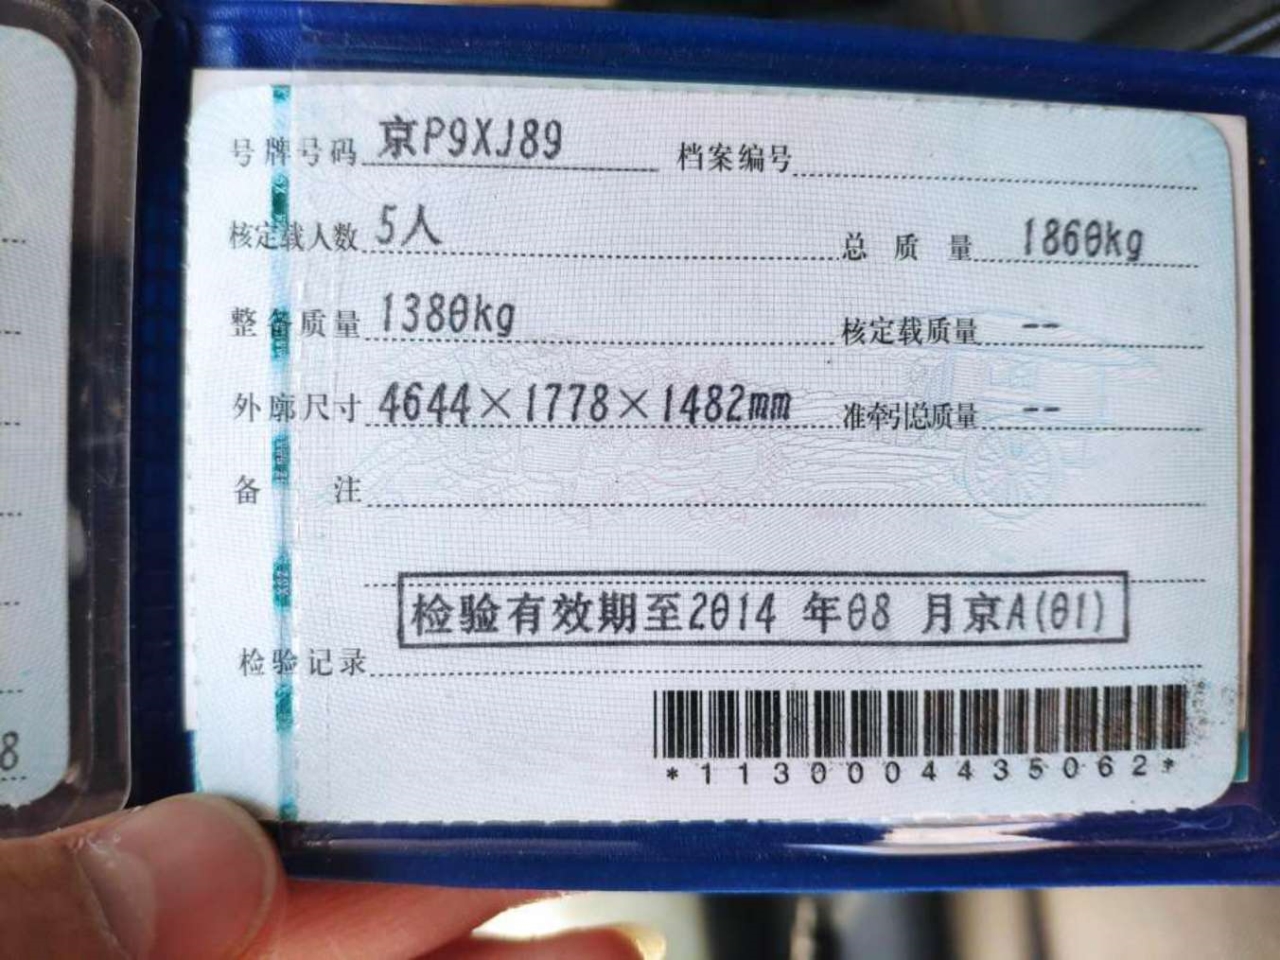 号牌号码 京P9XJ89 档案编号
核定载人数 5人 总质量 1860kg
整备质量 1380kg 核定载质量 --
外廓尺寸 4644×1778×1482mm 准牵引总质量 --
备注
检验有效期至2014 年08 月京A(01)
检验记录
*1130004435062*
8